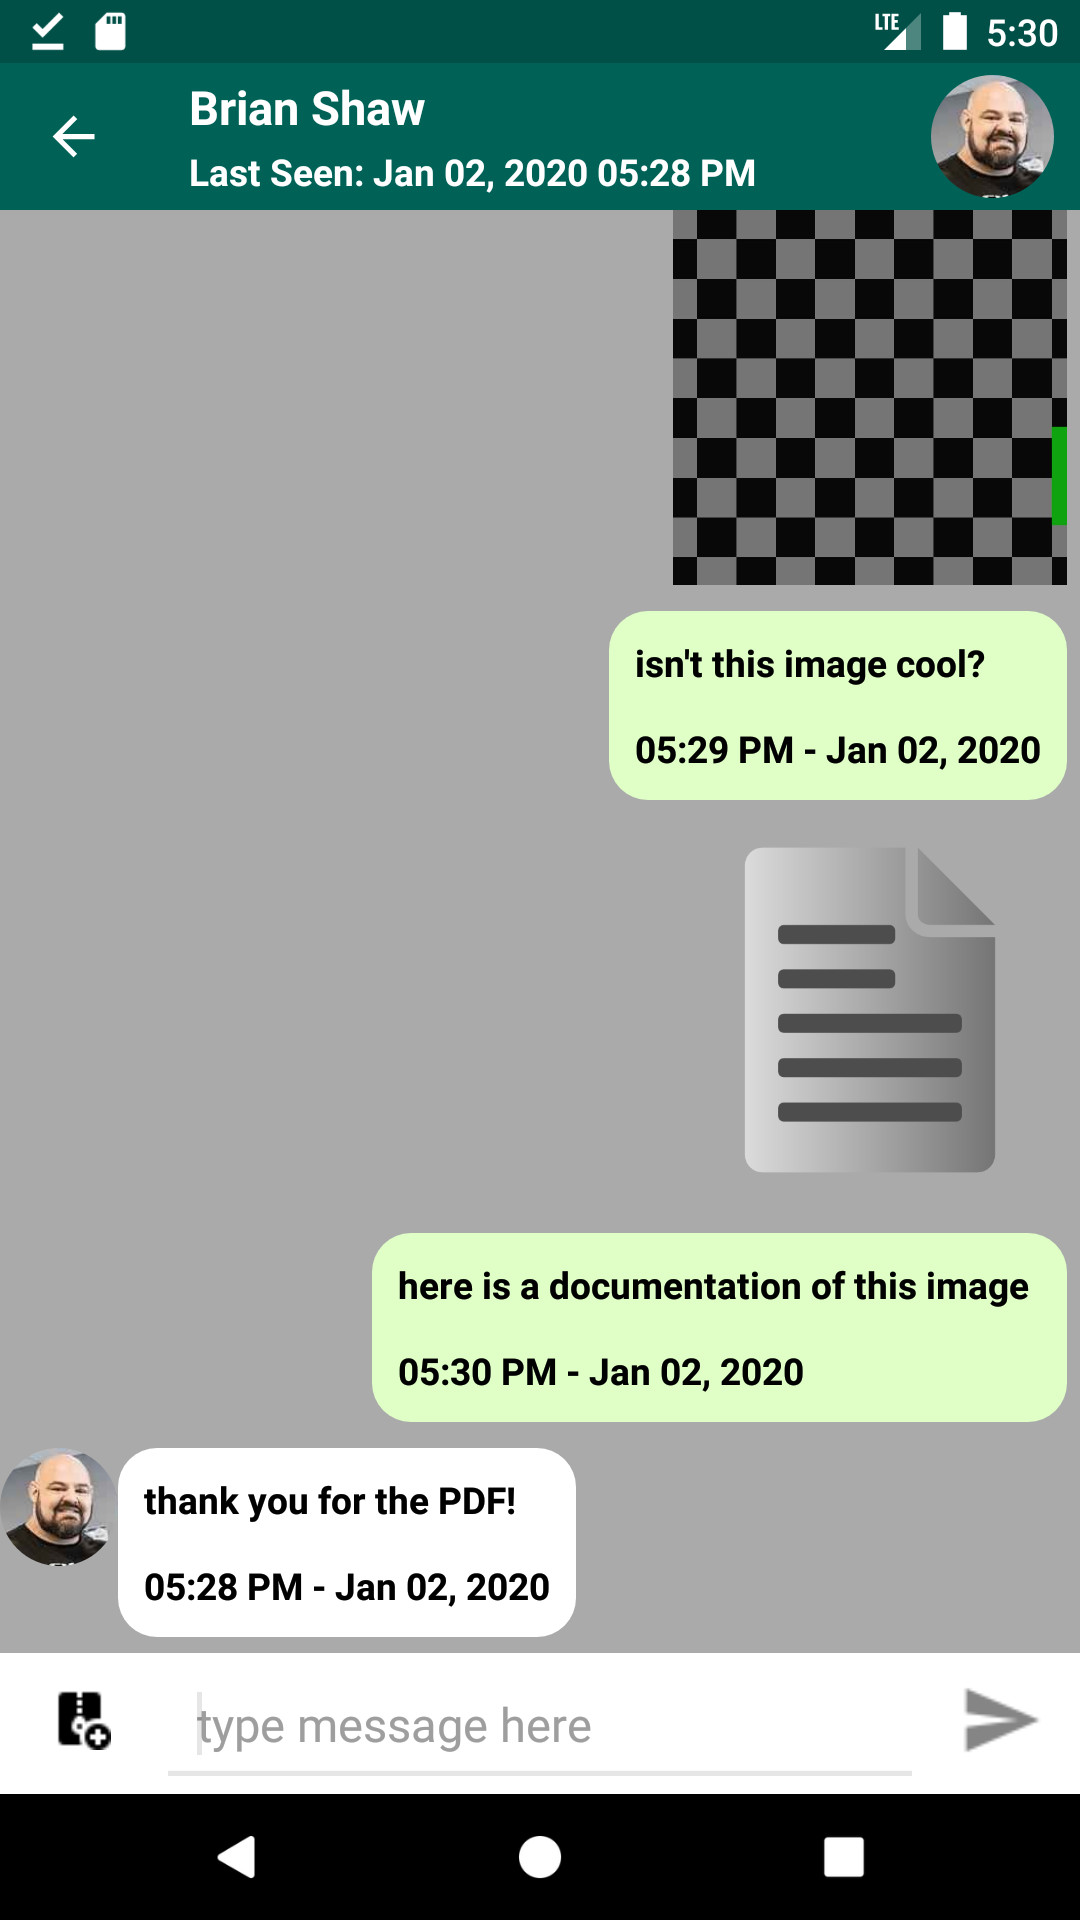 LTE 5:30
Brian Shaw
Last Seen: Jan 02, 2020 05:28 PM
isn't this image cool?
05:29 PM - Jan 02, 2020
here is a documentation of this image
05:30 PM - Jan 02, 2020
thank you for the PDF!
05:28 PM - Jan 02, 2020
type message here